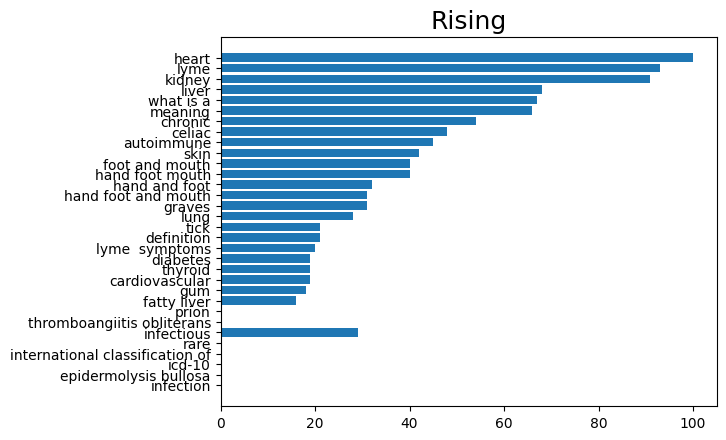 Rising
heart
lyme
kidney
liver
what is a
meaning
chronic
celiac
autoimmune
skin
foot and mouth
hand foot mouth
hand and foot
hand foot and mouth
graves
lung
tick
definition
lyme  symptoms
diabetes
thyroid
cardiovascular
gum
fatty liver
prion
thromboangiitis obliterans
infectious
rare
international classification of
icd-10
epidermolysis bullosa
infection
0 20 40 60 80 100